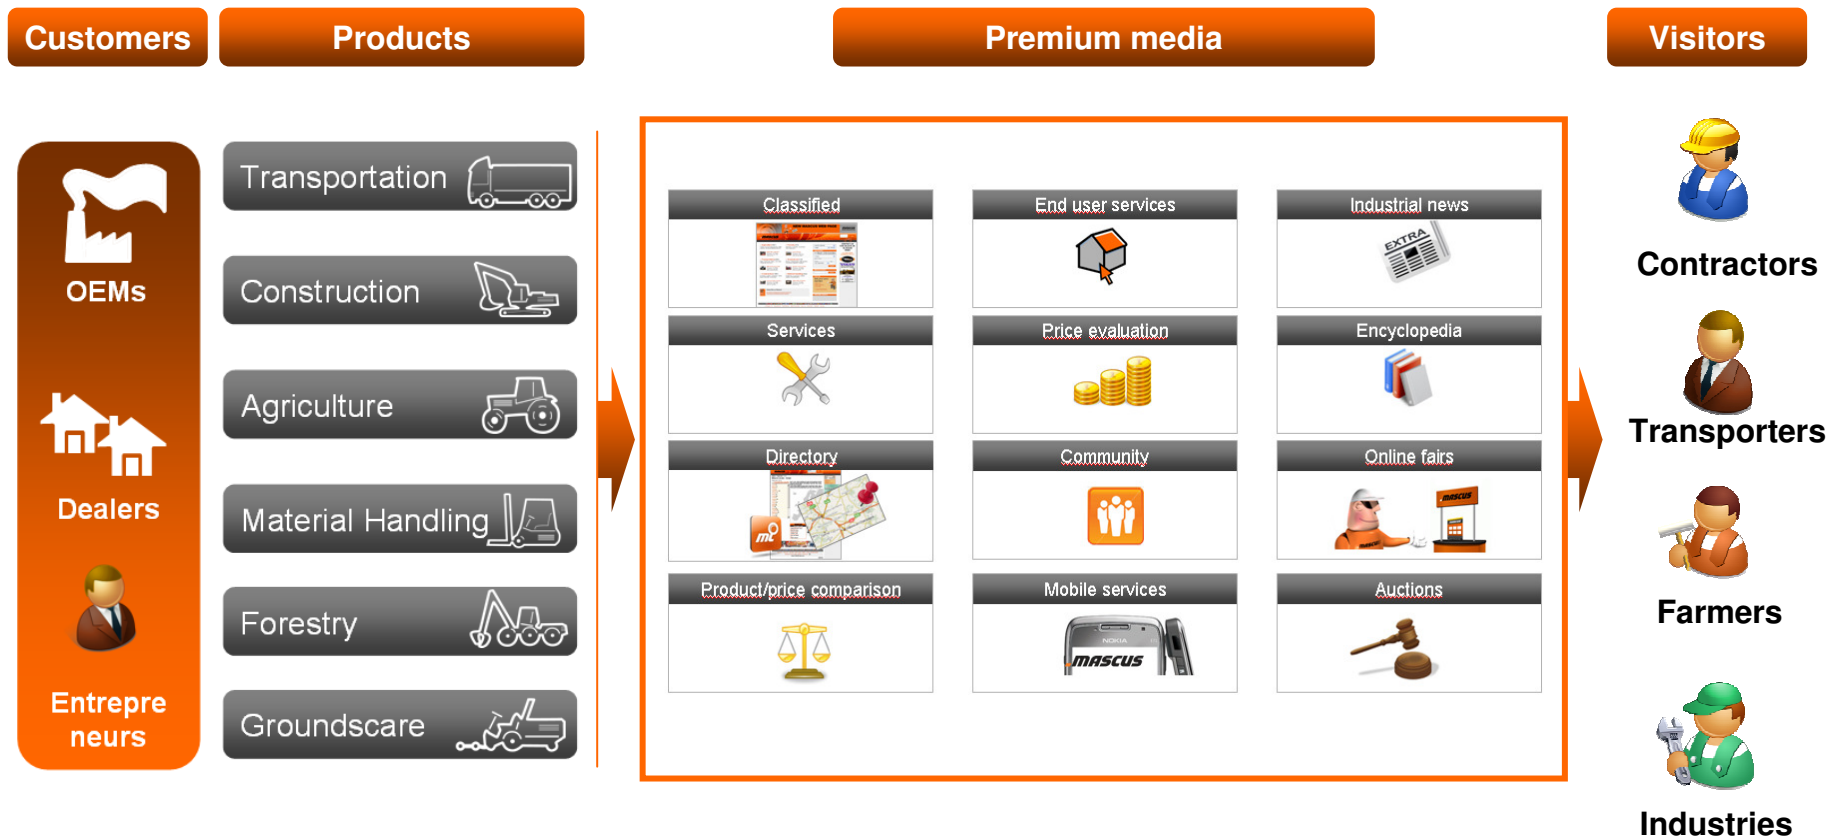 Customers
Products
Premium media
Visitors
OEMs
Dealers
Entrepre
neurs
Transportation
Construction
Agriculture
Material Handling
Forestry
Groundscare
Classified
End user services
Industrial news
EXTRA
Services
Price evaluation
Encyclopedia
Directory
Community
Online fairs
mascus
Product/price comparison
Mobile services
Auctions
NOKIA
mascus
Contractors
Transporters
Farmers
Industries